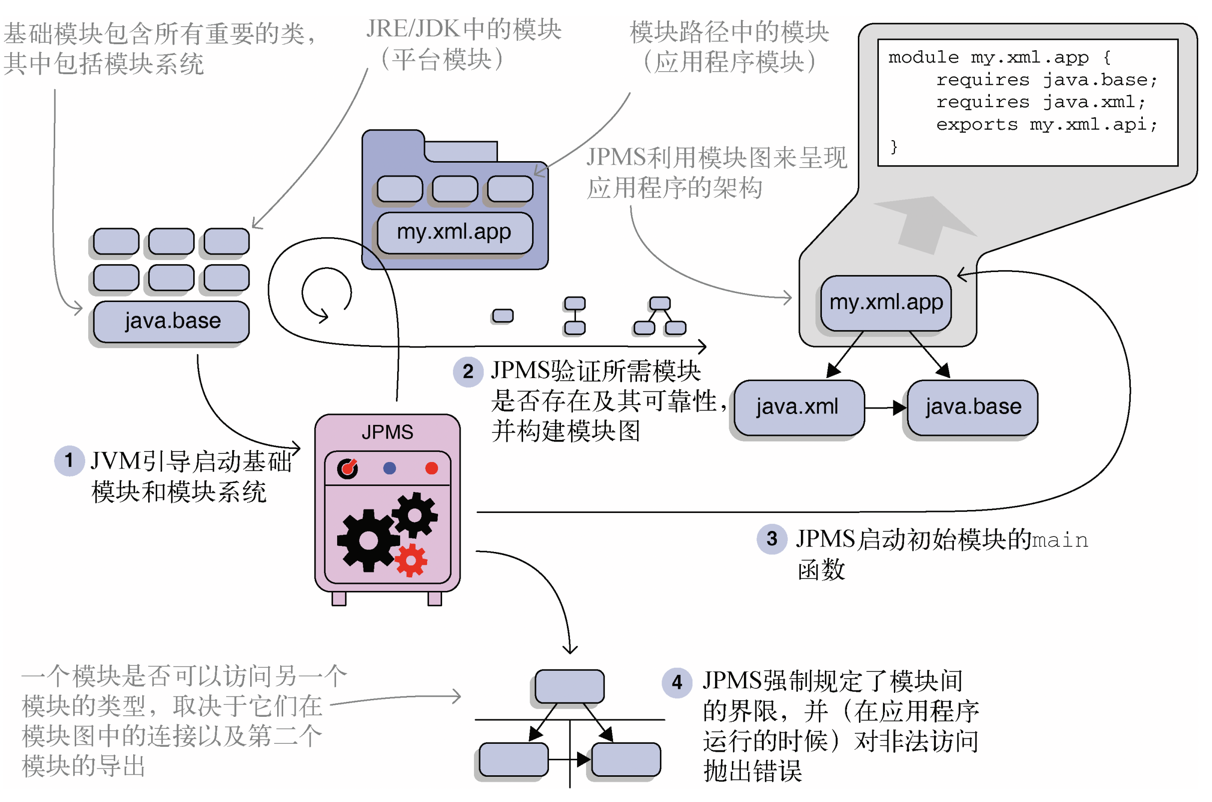 基础模块包含所有重要的类，
其中包括模块系统
JRE/JDK中的模块
（平台模块）
模块路径中的模块
（应用程序模块）
module my.xml.app {
    requires java.base;
    requires java.xml;
    exports my.xml.api;
}
JPMS利用模块图来呈现
应用程序的架构
my.xml.app
java.base
my.xml.app
2 JPMS验证所需模块
是否存在及其可靠性，
并构建模块图
java.xml
java.base
JPMS
1 JVM引导启动基础
模块和模块系统
3 JPMS启动初始模块的main
函数
一个模块是否可以访问另一个
模块的类型，取决于它们在
模块图中的连接以及第二个
模块的导出
4 JPMS强制规定了模块间
的界限，并（在应用程序
运行的时候）对非法访问
抛出错误